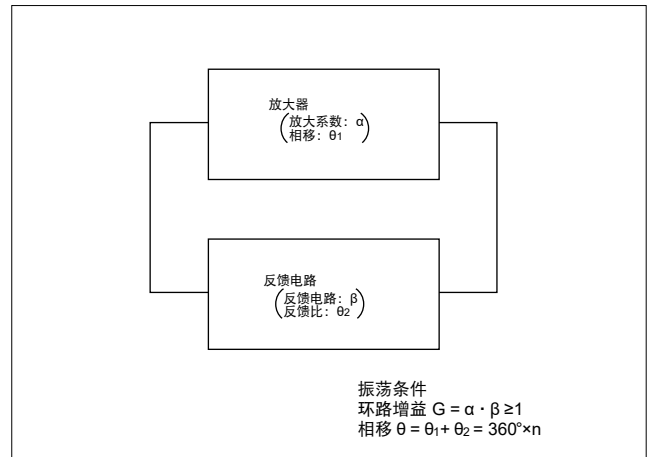 放大器
放大系数: α
相移: θ1
反馈电路
反馈电路: β
反馈比: θ2
振荡条件
环路增益 G = α · β ≥1
相移 θ = θ1+ θ2 = 360°×n